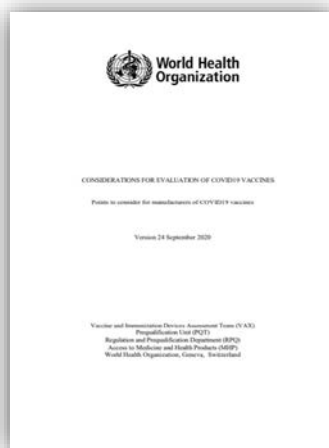 World Health
Organization
CONSIDERATIONS FOR EVALUATION OF COVID19 VACCINES
Points to consider for manufacturers of COVID19 vaccines
Version 24 September 2020
Vaccine and Immunization Devices Assessment Team (VAX)
Prequalification Unit (PQT)
Regulation and Prequalification Department (RPQ)
Access to Medicine and Health Products (MHP)
World Health Organization, Geneva, Switzerland